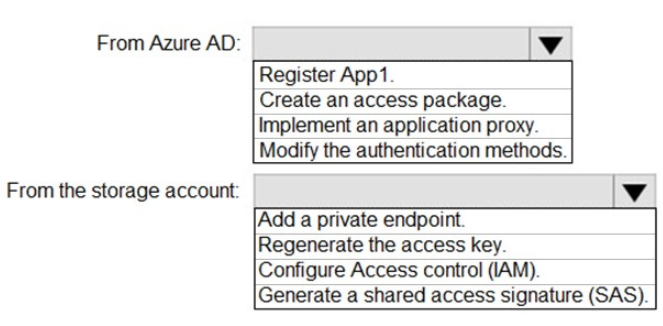 From Azure AD:
Register App1.
Create an access package.
Implement an application proxy.
Modify the authentication methods.
From the storage account:
Add a private endpoint.
Regenerate the access key.
Configure Access control (IAM).
Generate a shared access signature (SAS).